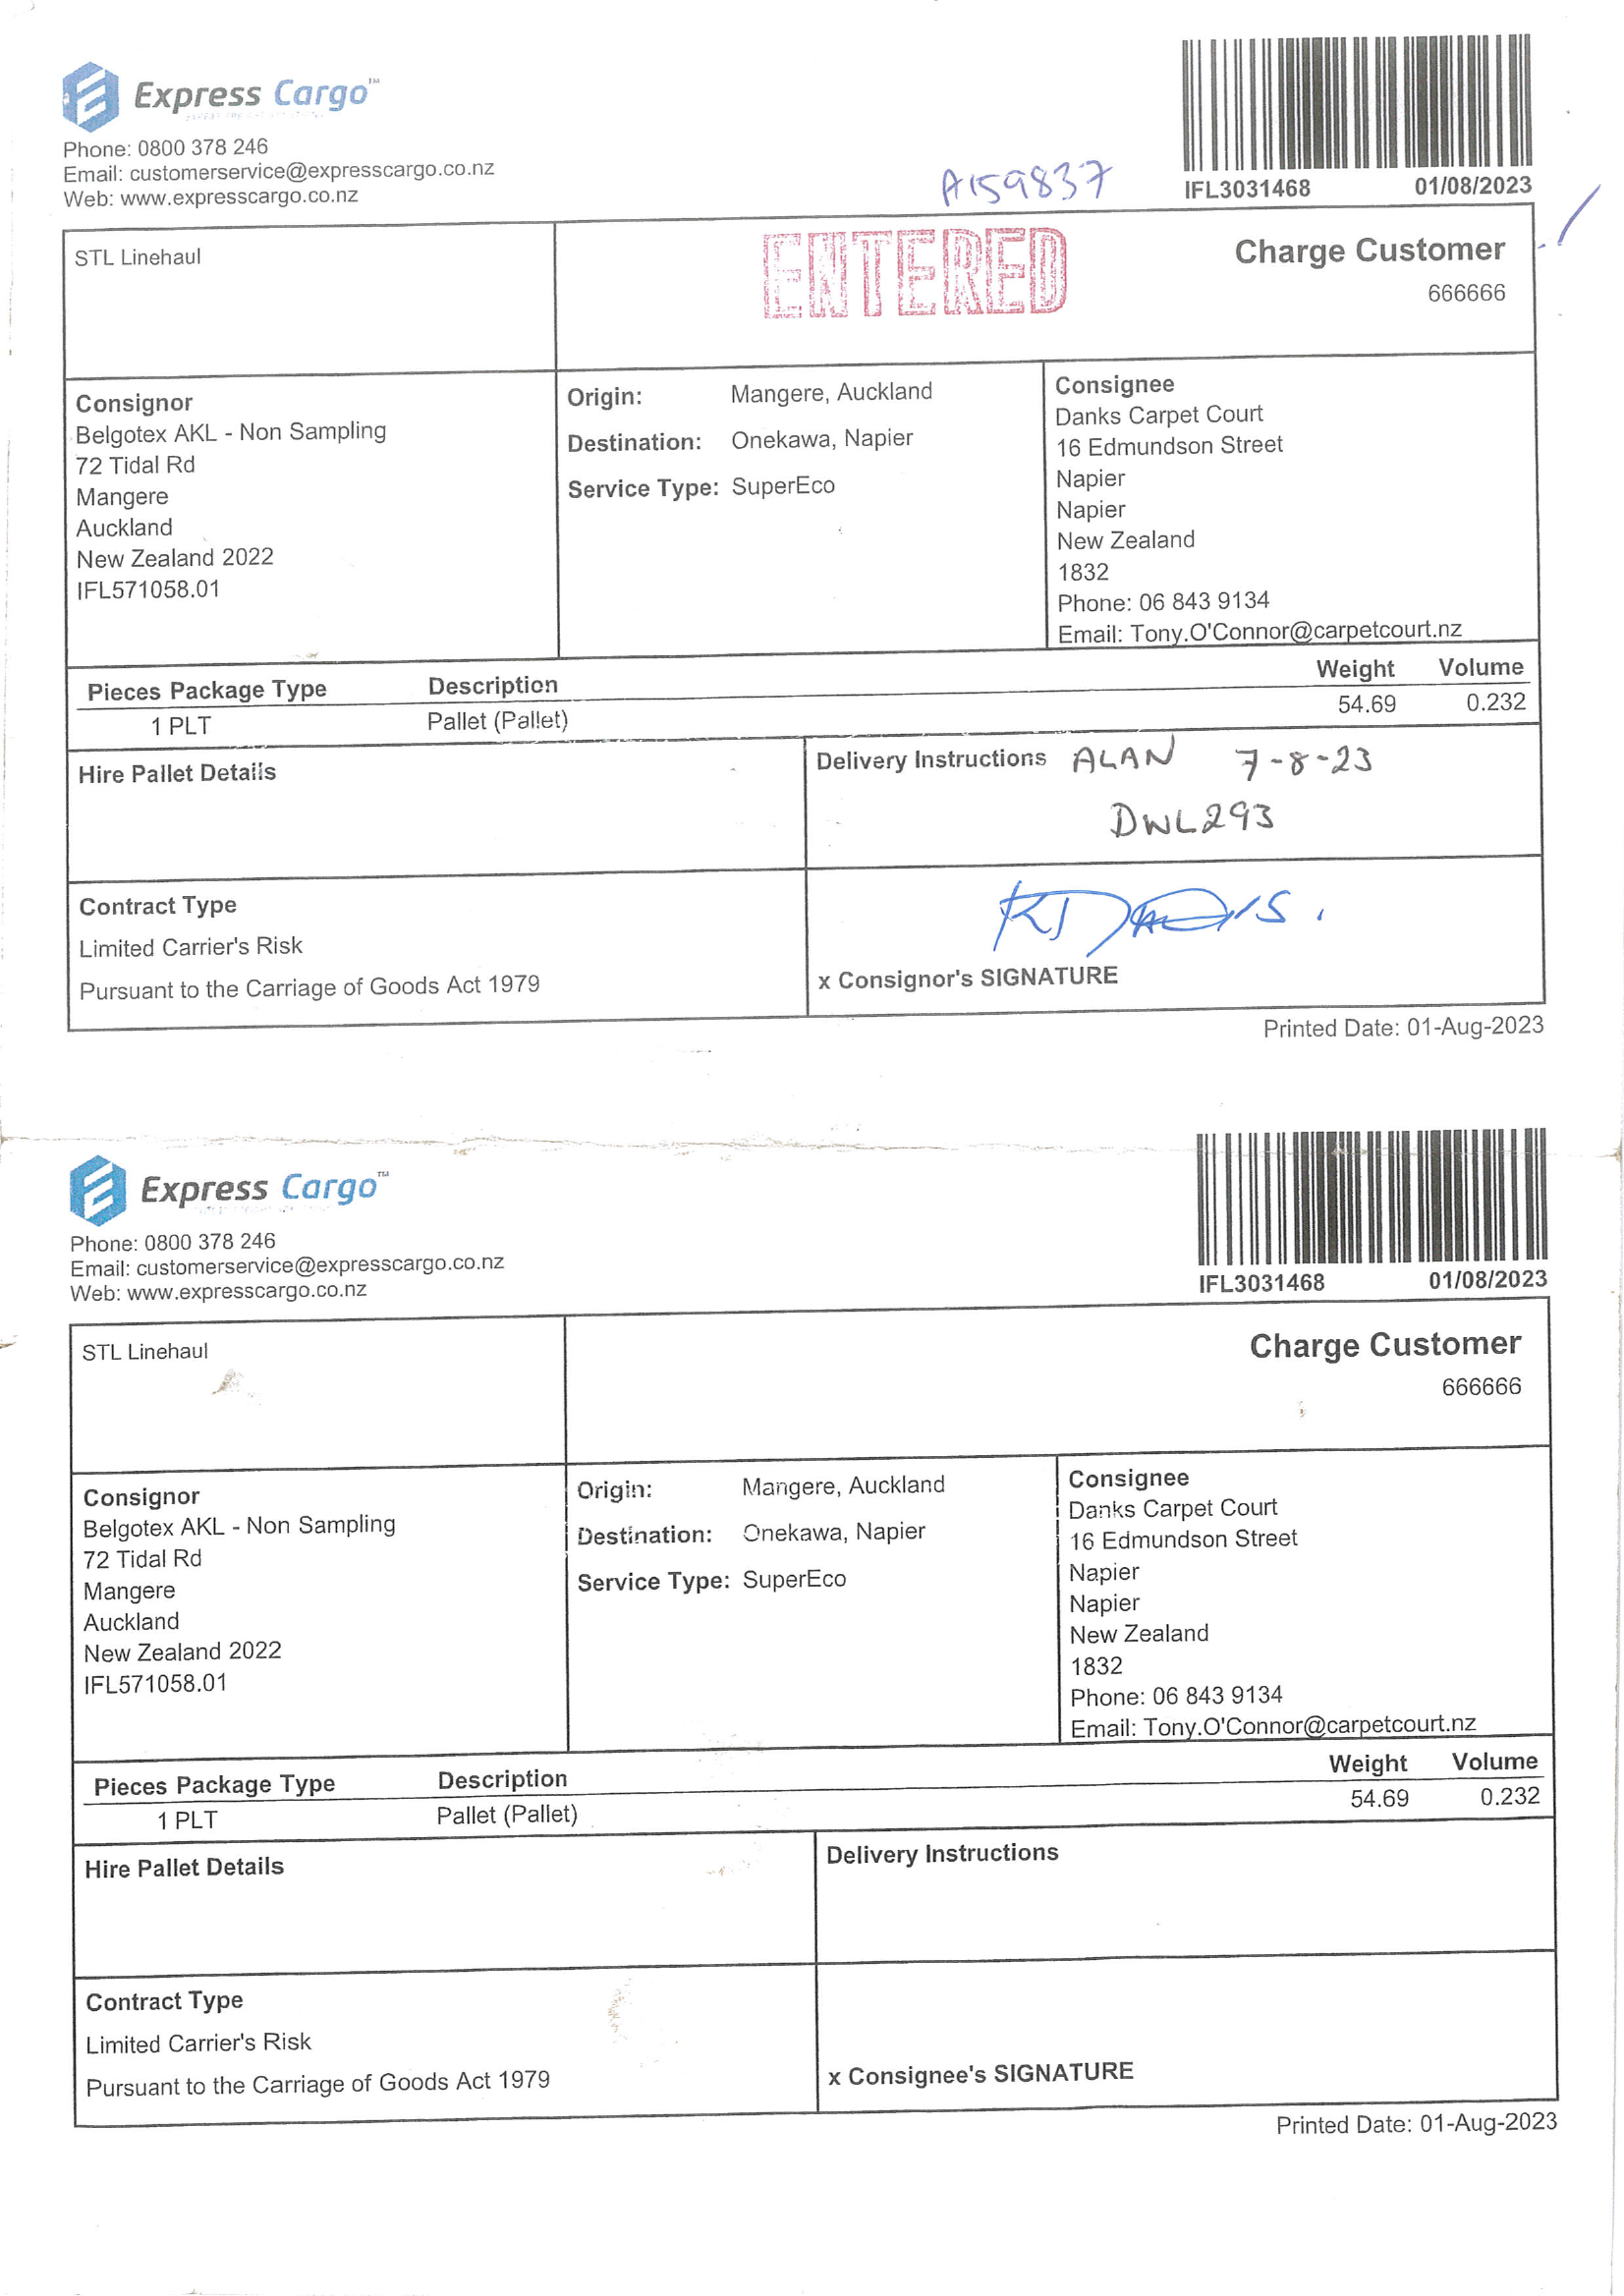 Express Cargo™
Phone: 0800 378 246
Email: customerservice@expresscargo.co.nz
Web: www.expresscargo.co.nz
A159837
IFL3031468 01/08/2023
STL Linehaul
ENTERED
Charge Customer
666666
Consignor
Belgotex AKL - Non Sampling
72 Tidal Rd
Mangere
Auckland
New Zealand 2022
IFL571058.01
Origin: Mangere, Auckland
Destination: Onekawa, Napier
Service Type: SuperEco
Consignee
Danks Carpet Court
16 Edmundson Street
Napier
Napier
New Zealand
1832
Phone: 06 843 9134
Email: Tony.O'Connor@carpetcourt.nz
Pieces Package Type Description Weight Volume
1 PLT Pallet (Pallet) 54.69 0.232
Hire Pallet Details
Delivery Instructions ALAN 7-8-23
DWL293
Contract Type
Limited Carrier's Risk
Pursuant to the Carriage of Goods Act 1979
x Consignor's SIGNATURE
Printed Date: 01-Aug-2023
Express Cargo™
Phone: 0800 378 246
Email: customerservice@expresscargo.co.nz
Web: www.expresscargo.co.nz
IFL3031468 01/08/2023
STL Linehaul
Charge Customer
666666
Consignor
Belgotex AKL - Non Sampling
72 Tidal Rd
Mangere
Auckland
New Zealand 2022
IFL571058.01
Origin: Mangere, Auckland
Destination: Onekawa, Napier
Service Type: SuperEco
Consignee
Danks Carpet Court
16 Edmundson Street
Napier
Napier
New Zealand
1832
Phone: 06 843 9134
Email: Tony.O'Connor@carpetcourt.nz
Pieces Package Type Description Weight Volume
1 PLT Pallet (Pallet) 54.69 0.232
Hire Pallet Details
Delivery Instructions
Contract Type
Limited Carrier's Risk
Pursuant to the Carriage of Goods Act 1979
x Consignee's SIGNATURE
Printed Date: 01-Aug-2023